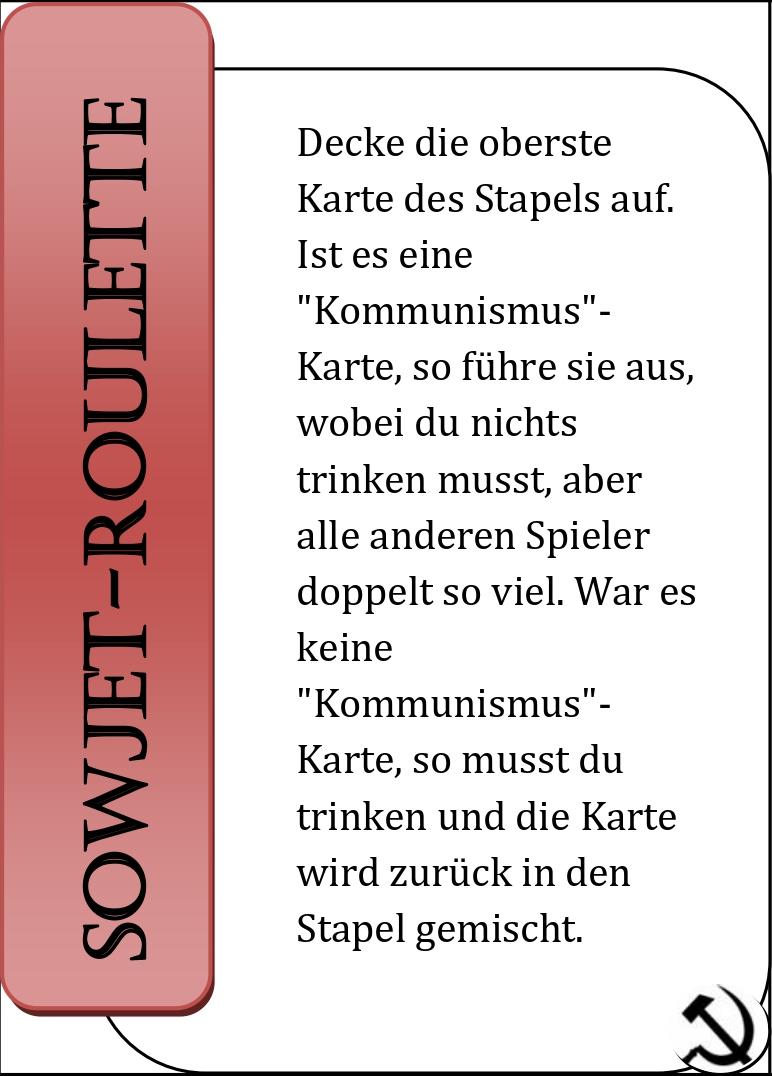 SOWJET-ROULETTE
Decke die oberste
Karte des Stapels auf.
Ist es eine
"Kommunismus"-
Karte, so führe sie aus,
wobei du nichts
trinken musst, aber
alle anderen Spieler
doppelt so viel. War es
keine
"Kommunismus"-
Karte, so musst du
trinken und die Karte
wird zurück in den
Stapel gemischt.